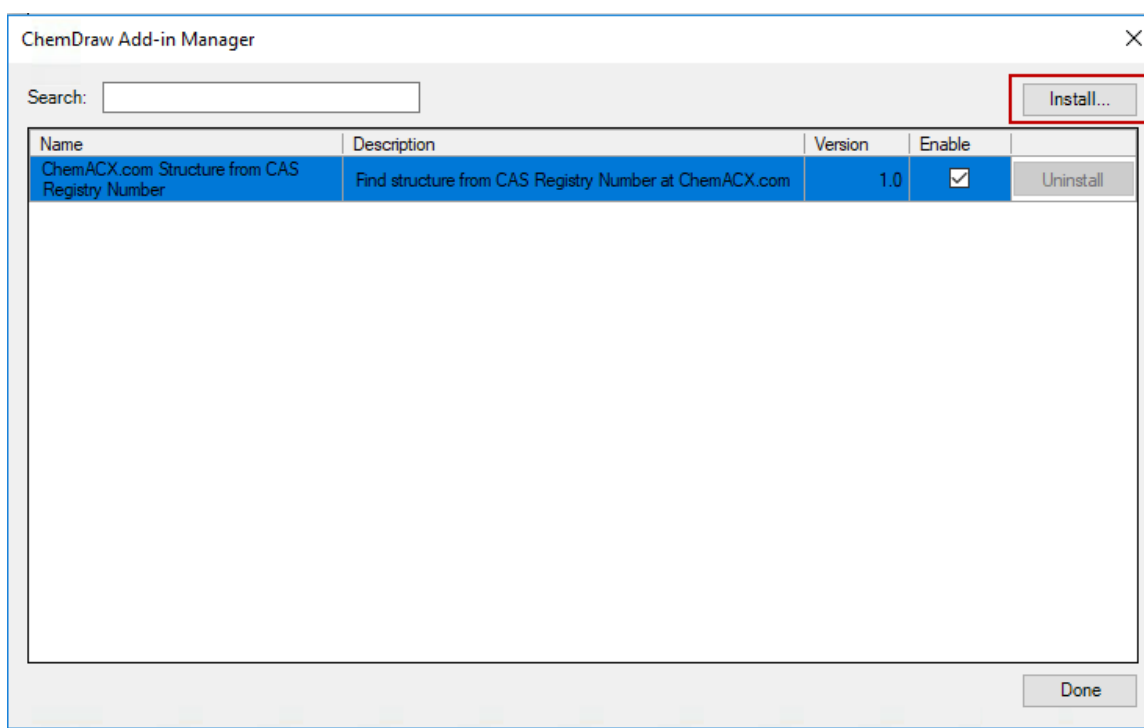 ChemDraw Add-in Manager
Search:
Install...
Name Description Version Enable
ChemACX.com Structure from CAS
Registry Number
Find structure from CAS Registry Number at ChemACX.com 1.0 Uninstall
Done